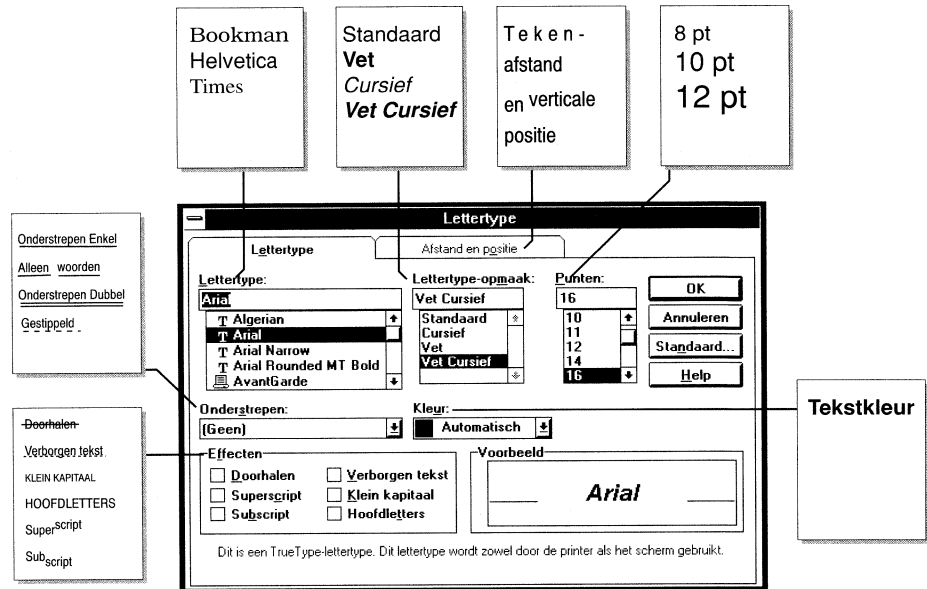 Bookman
Helvetica
Times
Standaard
Vet
Cursief
Vet Cursief
Teken-
afstand
en verticale
positie
8 pt
10 pt
12 pt
Onderstrepen Enkel
Alleen woorden
Onderstrepen Dubbel
Gestippeld
Doorhalen
Verborgen tekst
KLEIN KAPITAAL
HOOFDLETTERS
Superscript
Subscript
Lettertype
Lettertype
Afstand en positie
Lettertype:
Arial
Algerian
Arial
Arial Narrow
Arial Rounded MT Bold
AvantGarde
Lettertype-opmaak:
Vet Cursief
Standaard
Cursief
Vet
Vet Cursief
Punten:
16
10
11
12
14
16
OK
Annuleren
Standaard...
Help
Onderstrepen:
(Geen)
Kleur:
Automatisch
Tekstkleur
Effecten
Doorhalen
Superscript
Subscript
Verborgen tekst
Klein kapitaal
Hoofdletters
Voorbeeld
Arial
Dit is een TrueType-lettertype. Dit lettertype wordt zowel door de printer als het scherm gebruikt.